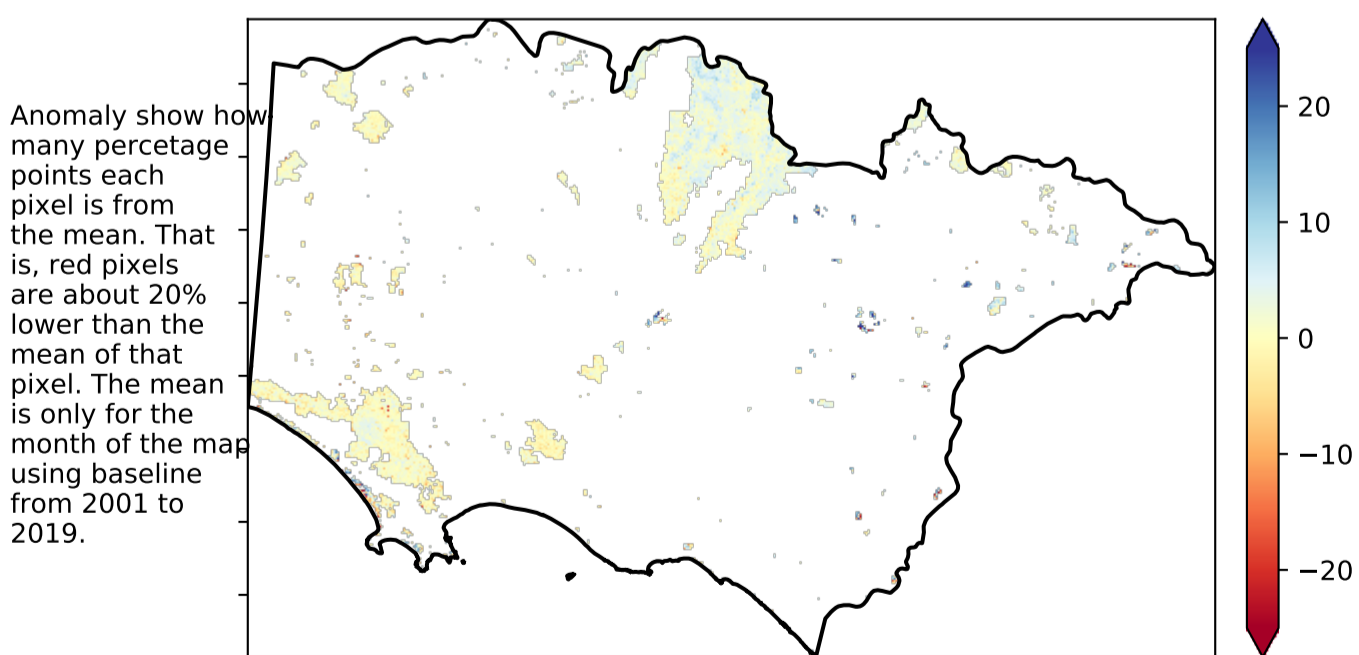 Anomaly show how
many percetage
points each
pixel is from
the mean. That
is, red pixels
are about 20%
lower than the
mean of that
pixel. The mean
is only for the
month of the map
using baseline
from 2001 to
2019.
20
10
0
−10
−20